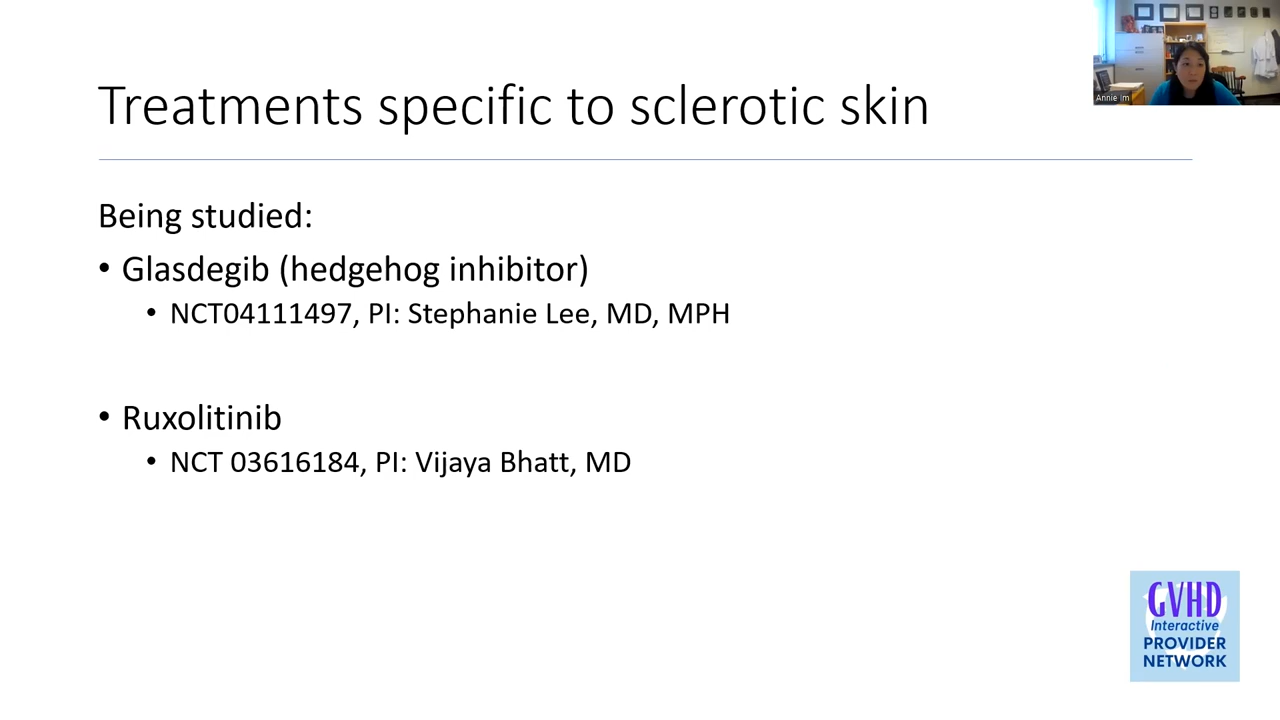 Annie Im
Treatments specific to sclerotic skin
Being studied:
• Glasdegib (hedgehog inhibitor)
• NCT04111497, PI: Stephanie Lee, MD, MPH
• Ruxolitinib
• NCT 03616184, PI: Vijaya Bhatt, MD
GVHD
Interactive
PROVIDER
NETWORK